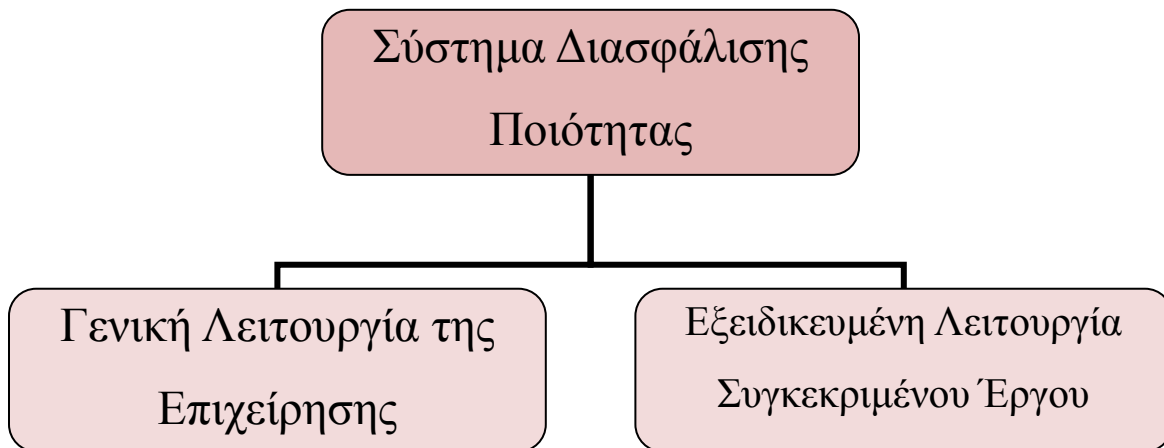 Σύστημα Διασφάλισης
Ποιότητας
Γενική Λειτουργία της
Επιχείρησης
Εξειδικευμένη Λειτουργία
Συγκεκριμένου Έργου